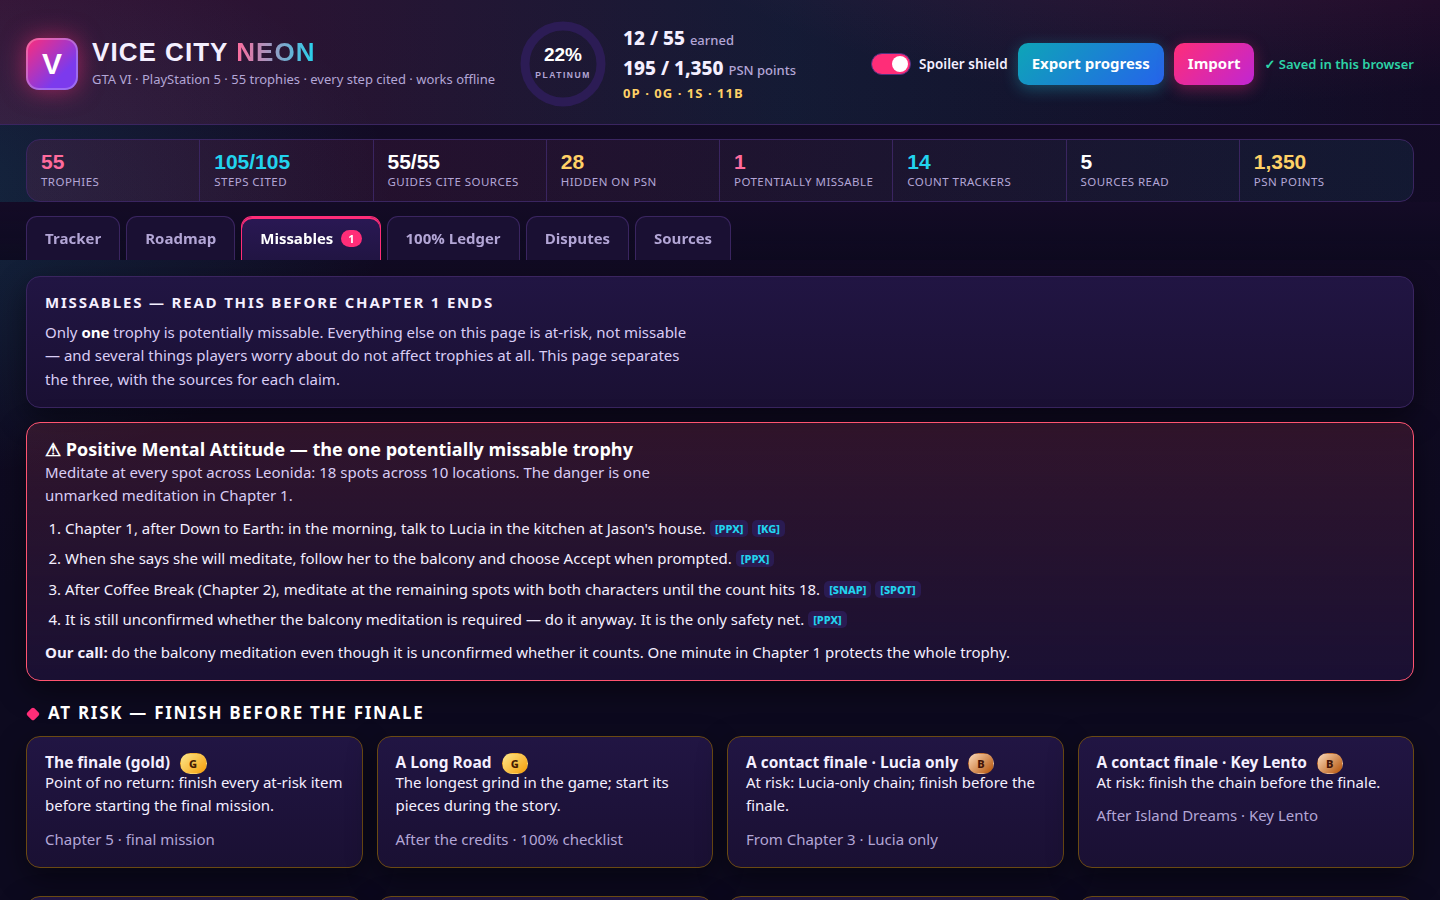 V
VICE CITY NEON
GTA VI · PlayStation 5 · 55 trophies · every step cited · works offline
22%
PLATINUM
12 / 55 earned
195 / 1,350 PSN points
0P · 0G · 1S · 11B
Spoiler shield
Export progress
Import
✓ Saved in this browser
55
TROPHIES
105/105
STEPS CITED
55/55
GUIDES CITE SOURCES
28
HIDDEN ON PSN
1
POTENTIALLY MISSABLE
14
COUNT TRACKERS
5
SOURCES READ
1,350
PSN POINTS
Tracker
Roadmap
Missables 1
100% Ledger
Disputes
Sources
MISSABLES — READ THIS BEFORE CHAPTER 1 ENDS
Only one trophy is potentially missable. Everything else on this page is at-risk, not missable
— and several things players worry about do not affect trophies at all. This page separates
the three, with the sources for each claim.
⚠ Positive Mental Attitude — the one potentially missable trophy
Meditate at every spot across Leonida: 18 spots across 10 locations. The danger is one
unmarked meditation in Chapter 1.
1. Chapter 1, after Down to Earth: in the morning, talk to Lucia in the kitchen at Jason's house. [PPX] [KG]
2. When she says she will meditate, follow her to the balcony and choose Accept when prompted. [PPX]
3. After Coffee Break (Chapter 2), meditate at the remaining spots with both characters until the count hits 18. [SNAP] [SPOT]
4. It is still unconfirmed whether the balcony meditation is required — do it anyway. It is the only safety net. [PPX]
Our call: do the balcony meditation even though it is unconfirmed whether it counts. One minute in Chapter 1 protects the whole trophy.
AT RISK — FINISH BEFORE THE FINALE
The finale (gold) G
Point of no return: finish every at-risk item
before starting the final mission.
Chapter 5 · final mission
A Long Road G
The longest grind in the game; start its
pieces during the story.
After the credits · 100% checklist
A contact finale · Lucia only B
At risk: Lucia-only chain; finish before the
finale.
From Chapter 3 · Lucia only
A contact finale · Key Lento B
At risk: finish the chain before the finale.
After Island Dreams · Key Lento